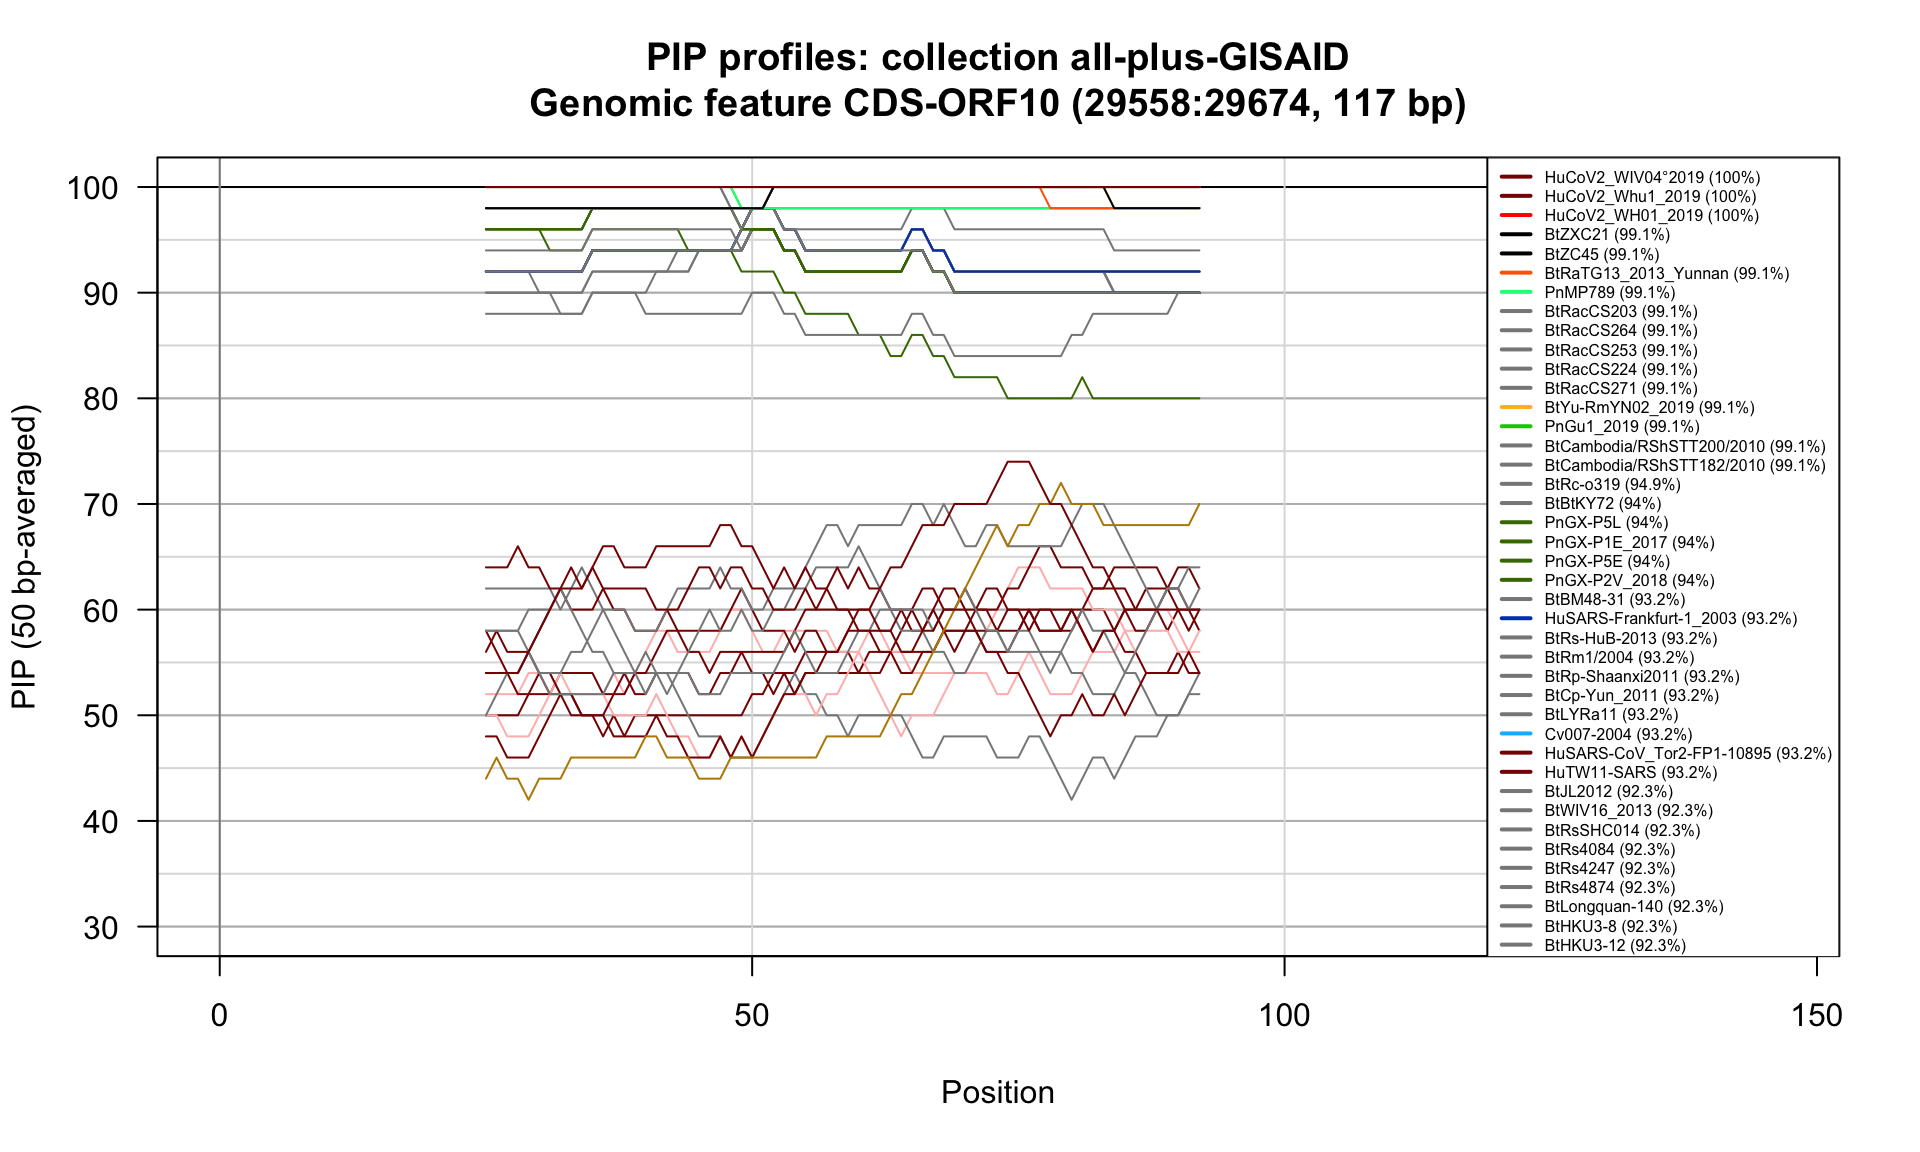 PIP profiles: collection all-plus-GISAID
Genomic feature CDS-ORF10 (29558:29674, 117 bp)
PIP (50 bp-averaged)
100
90
80
70
60
50
40
30
0
50
100
150
Position
HuCoV2_WIV04°2019 (100%)
HuCoV2_Whu1_2019 (100%)
HuCoV2_WH01_2019 (100%)
BtZXC21 (99.1%)
BtZC45 (99.1%)
BtRaTG13_2013_Yunnan (99.1%)
PnMP789 (99.1%)
BtRacCS203 (99.1%)
BtRacCS264 (99.1%)
BtRacCS253 (99.1%)
BtRacCS224 (99.1%)
BtRacCS271 (99.1%)
BtYu-RmYN02_2019 (99.1%)
PnGu1_2019 (99.1%)
BtCambodia/RShSTT200/2010 (99.1%)
BtCambodia/RShSTT182/2010 (99.1%)
BtRc-o319 (94.9%)
BtBtKY72 (94%)
PnGX-P5L (94%)
PnGX-P1E_2017 (94%)
PnGX-P5E (94%)
PnGX-P2V_2018 (94%)
BtBM48-31 (93.2%)
HuSARS-Frankfurt-1_2003 (93.2%)
BtRs-HuB-2013 (93.2%)
BtRm1/2004 (93.2%)
BtRp-Shaanxi2011 (93.2%)
BtCp-Yun_2011 (93.2%)
BtLYRa11 (93.2%)
Cv007-2004 (93.2%)
HuSARS-CoV_Tor2-FP1-10895 (93.2%)
HuTW11-SARS (93.2%)
BtJL2012 (92.3%)
BtWIV16_2013 (92.3%)
BtRsSHC014 (92.3%)
BtRs4084 (92.3%)
BtRs4247 (92.3%)
BtRs4874 (92.3%)
BtLongquan-140 (92.3%)
BtHKU3-8 (92.3%)
BtHKU3-12 (92.3%)